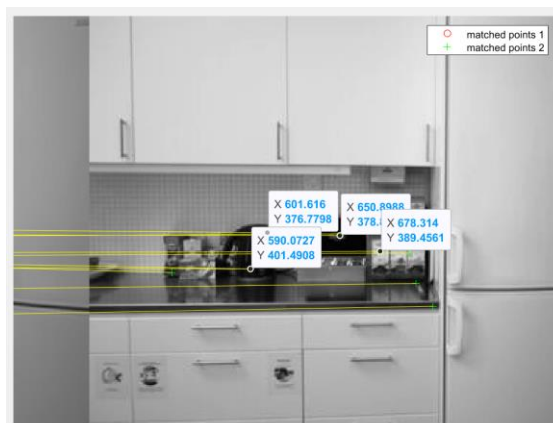 matched points 1
matched points 2
X 601.616
Y 376.7798
X 650.8988
Y 378.
X 678.314
Y 389.4561
X 590.0727
Y 401.4908